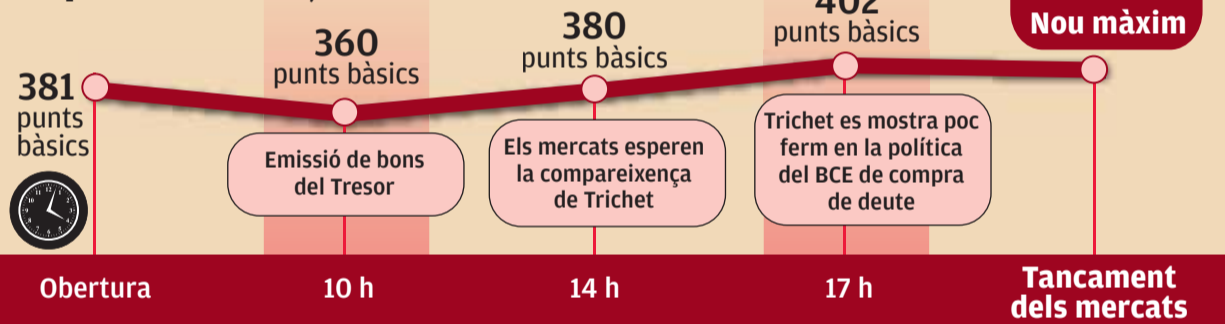 381
punts
bàsics
360
punts bàsics
380
punts bàsics
402
punts bàsics
Nou màxim
Emissió de bons
del Tresor
Els mercats esperen
la compareixença
de Trichet
Trichet es mostra poc
ferm en la política
del BCE de compra
de deute
Obertura
10 h
14 h
17 h
Tancament
dels mercats